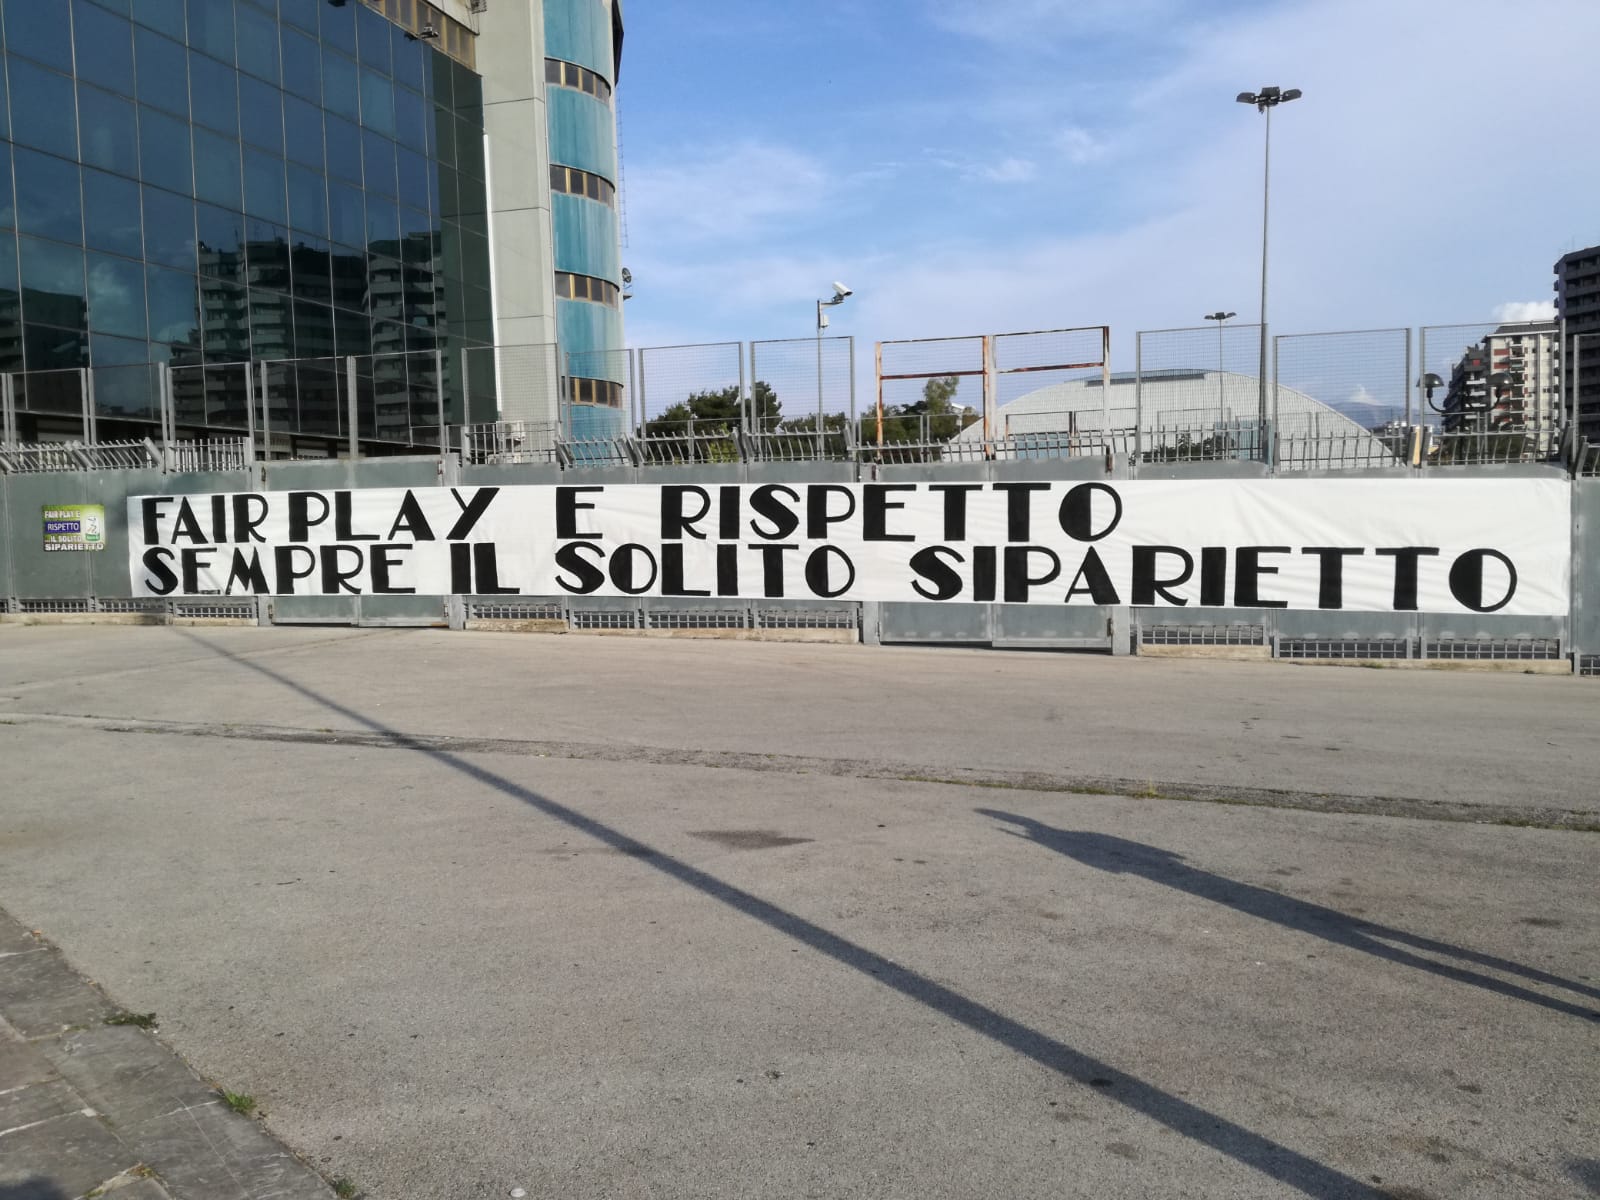 FAIR PLAY E RISPETTO
SEMPRE IL SOLITO SIPARIETTO
FAIR PLAY E
RISPETTO
...IL SOLITO
SIPARIETTO